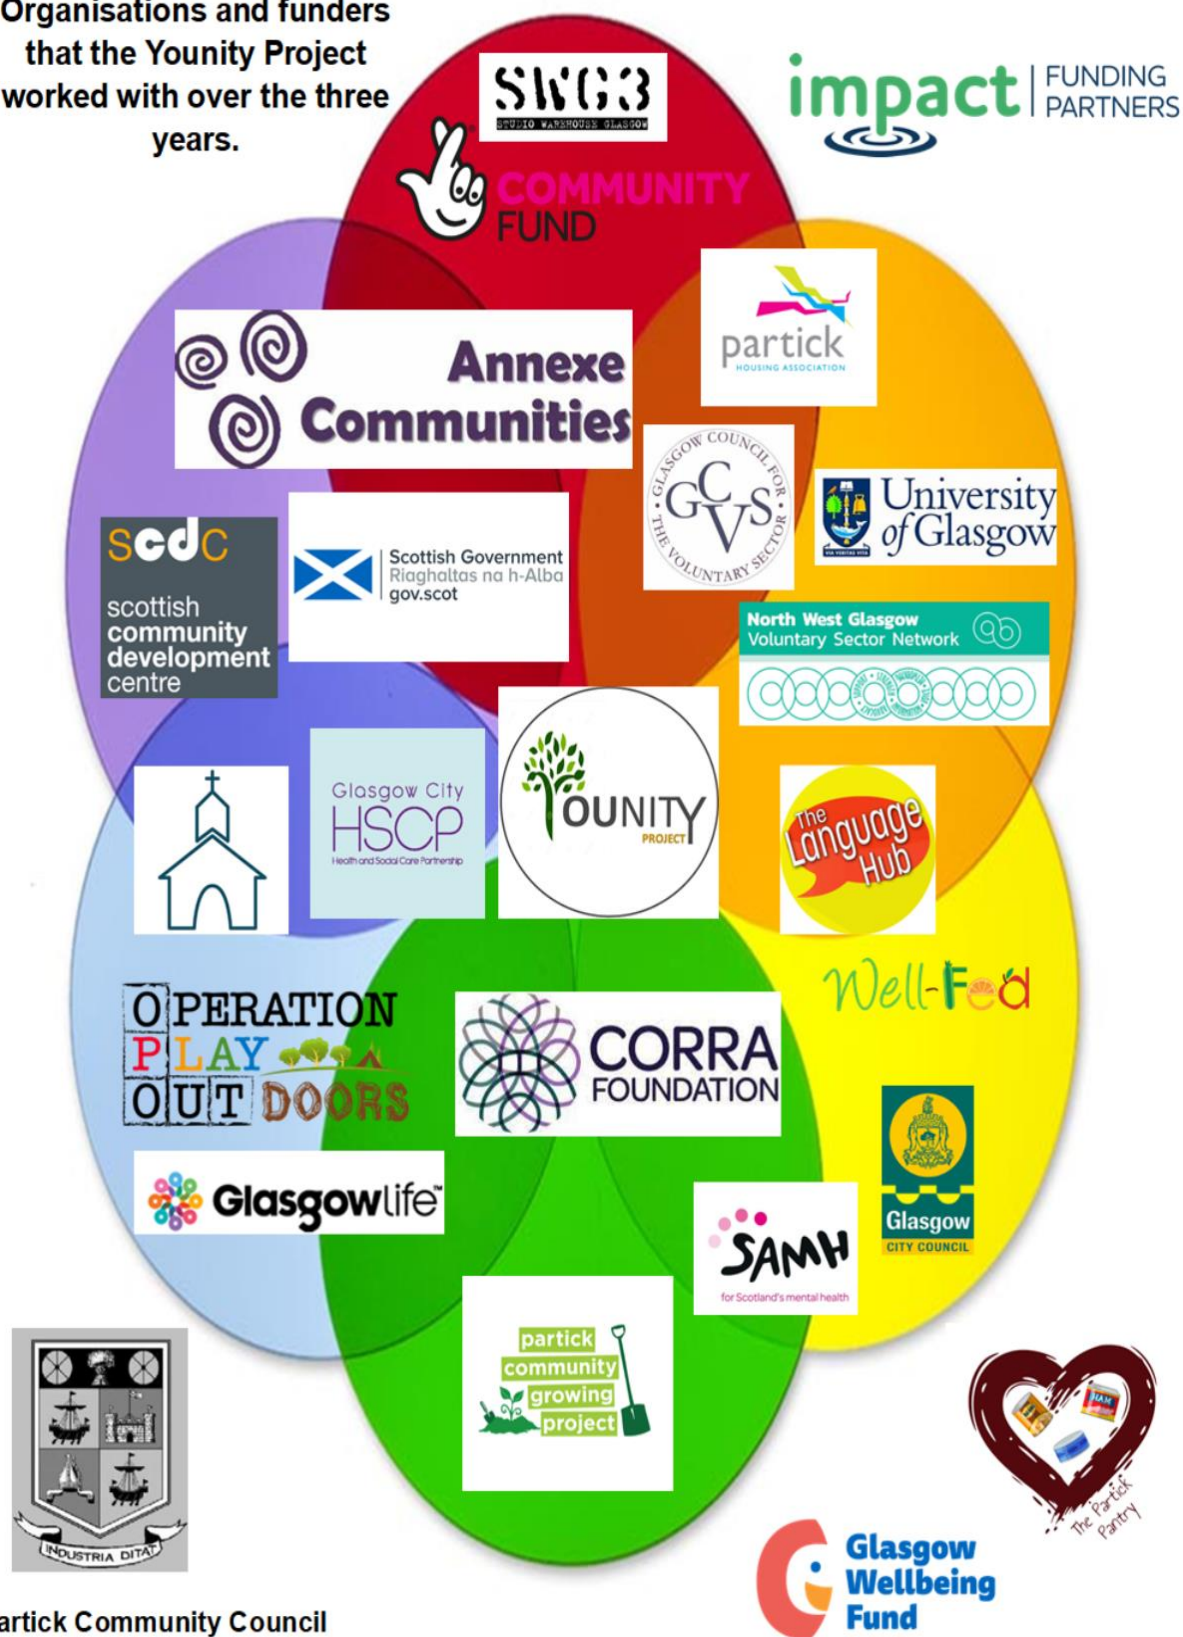 Organisations and funders
that the Younity Project
worked with over the three
years.
SWG3
STUDIO WAREHOUSE GLASGOW
impact
FUNDING
PARTNERS
COMMUNITY
FUND
partick
HOUSING ASSOCIATION
Annexe
Communities
GLASGOW COUNCIL FOR
THE VOLUNTARY SECTOR
GCVS
University
of Glasgow
VIA VERITAS VITA
scdc
scottish
community
development
centre
Scottish Government
Riaghaltas na h-Alba
gov.scot
North West Glasgow
Voluntary Sector Network
Glasgow City
HSCP
Health and Social Care Partnership
YOUNITY
PROJECT
The
Language
Hub
Well-Fed
OPERATION
PLAY
OUT DOORS
CORRA
FOUNDATION
Glasgowlife™
Glasgow
CITY COUNCIL
SAMH
for Scotland's mental health
partick
community
growing
project
INDUSTRIA DITAT
HAM
The Partick
Pantry
Glasgow
Wellbeing
Fund
artick Community Council